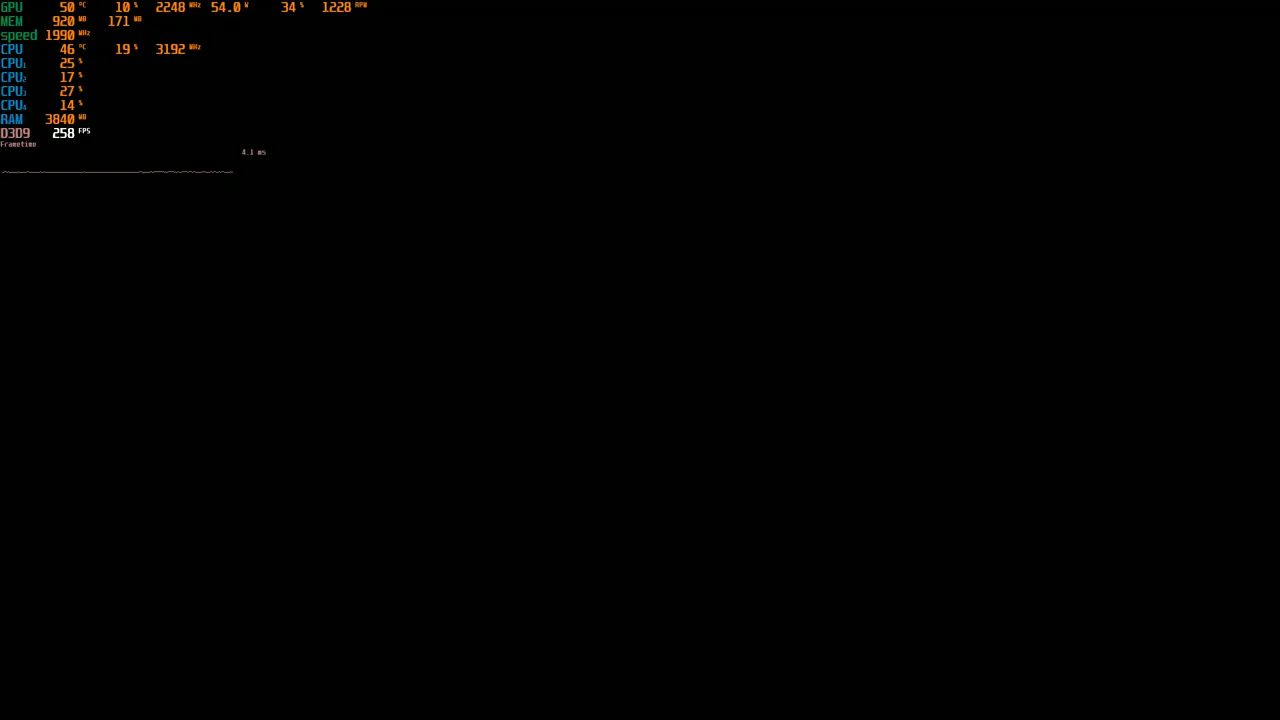 GPU 50 °C 10 % 2248 MHz 54.0 W 34 % 1228 RPM
MEM 920 MB 171 MB
speed 1990 MHz
CPU 46 °C 19 % 3192 MHz
CPU1 25 %
CPU2 17 %
CPU3 27 %
CPU4 14 %
RAM 3840 MB
D3D9 258 FPS
Frametime
4.1 ms